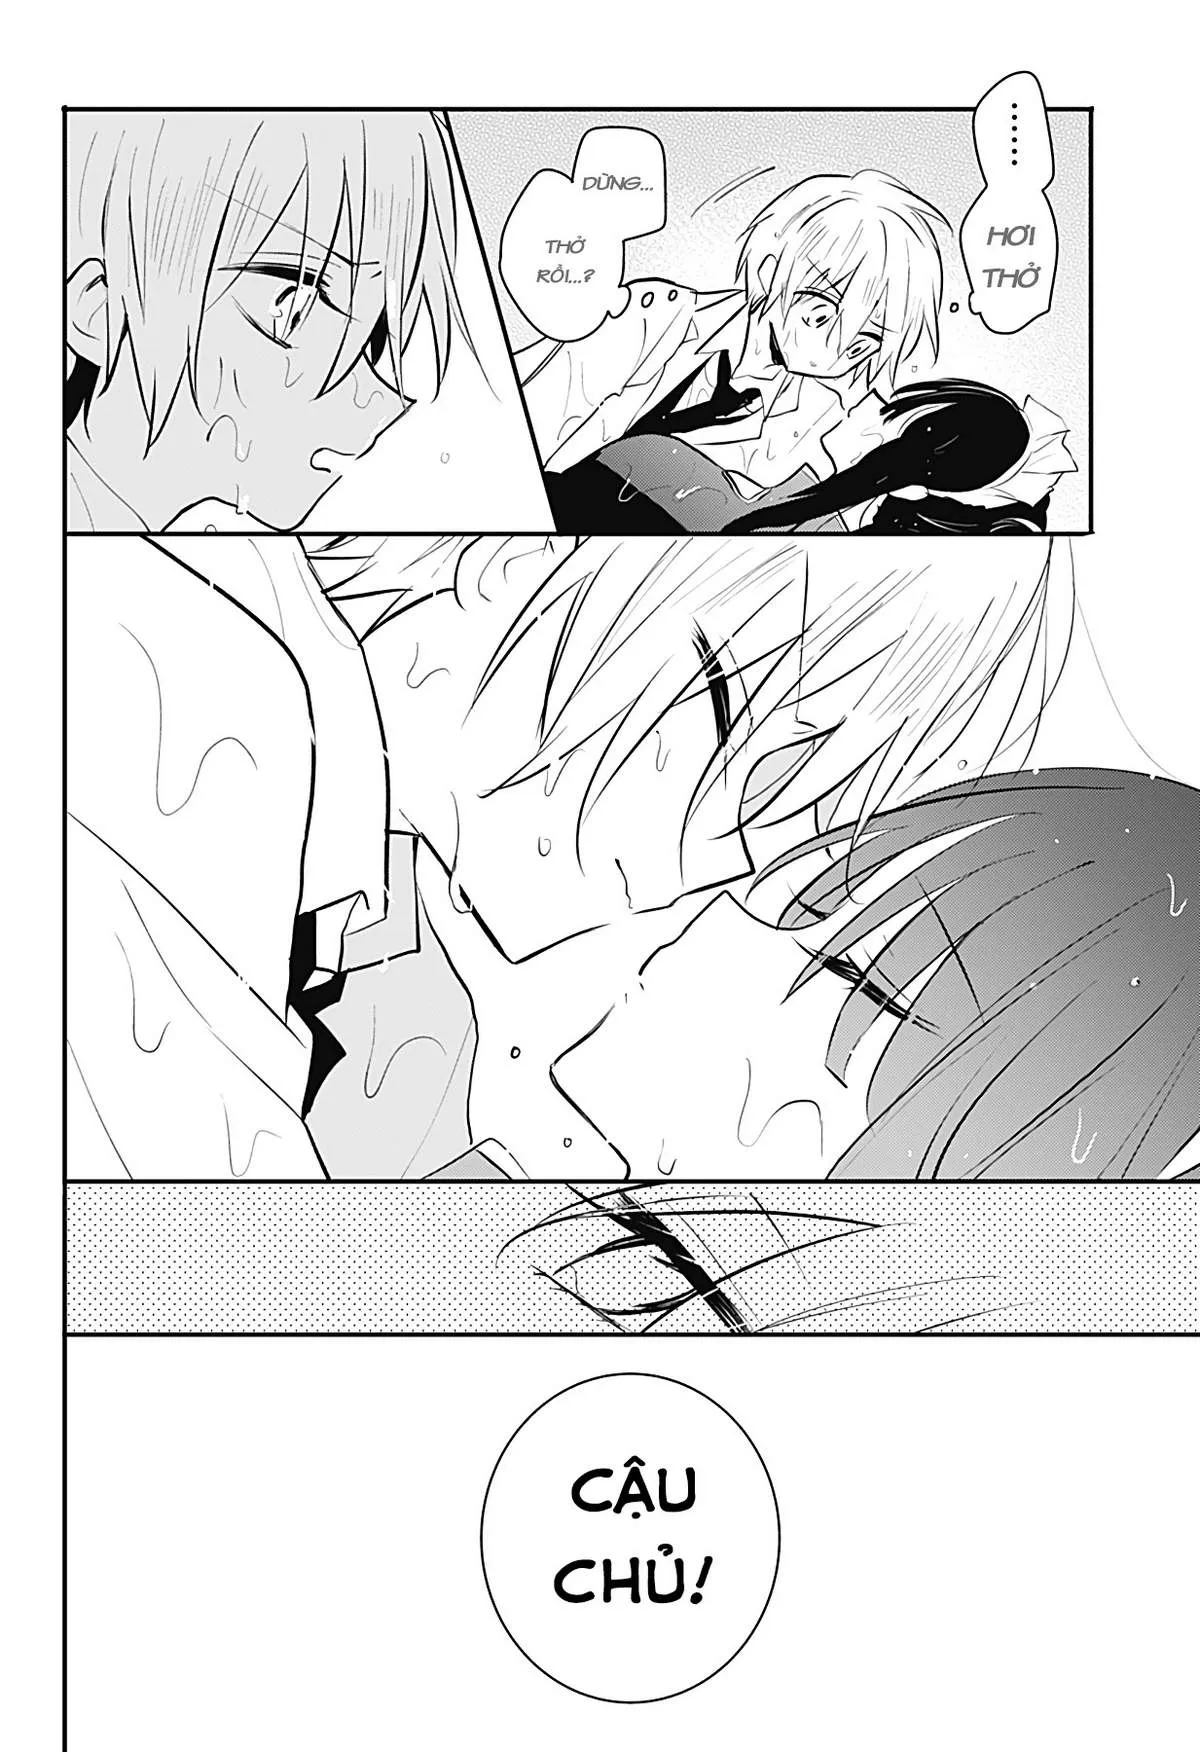 ......
HƠI
THỞ
DỪNG...
THỞ
RỒI...?
CẬU
CHỦ!